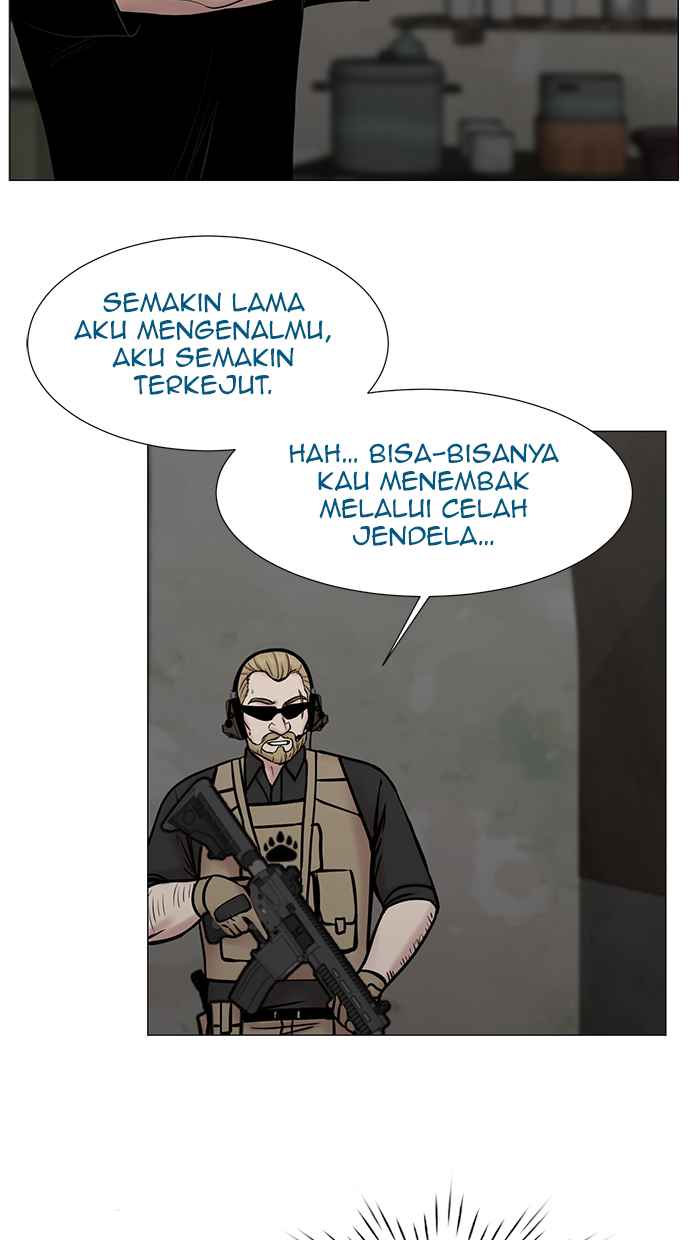 SEMAKIN LAMA
AKU MENGENALMU,
AKU SEMAKIN
TERKEJUT.
HAH... BISA-BISANYA
KAU MENEMBAK
MELALUI CELAH
JENDELA...